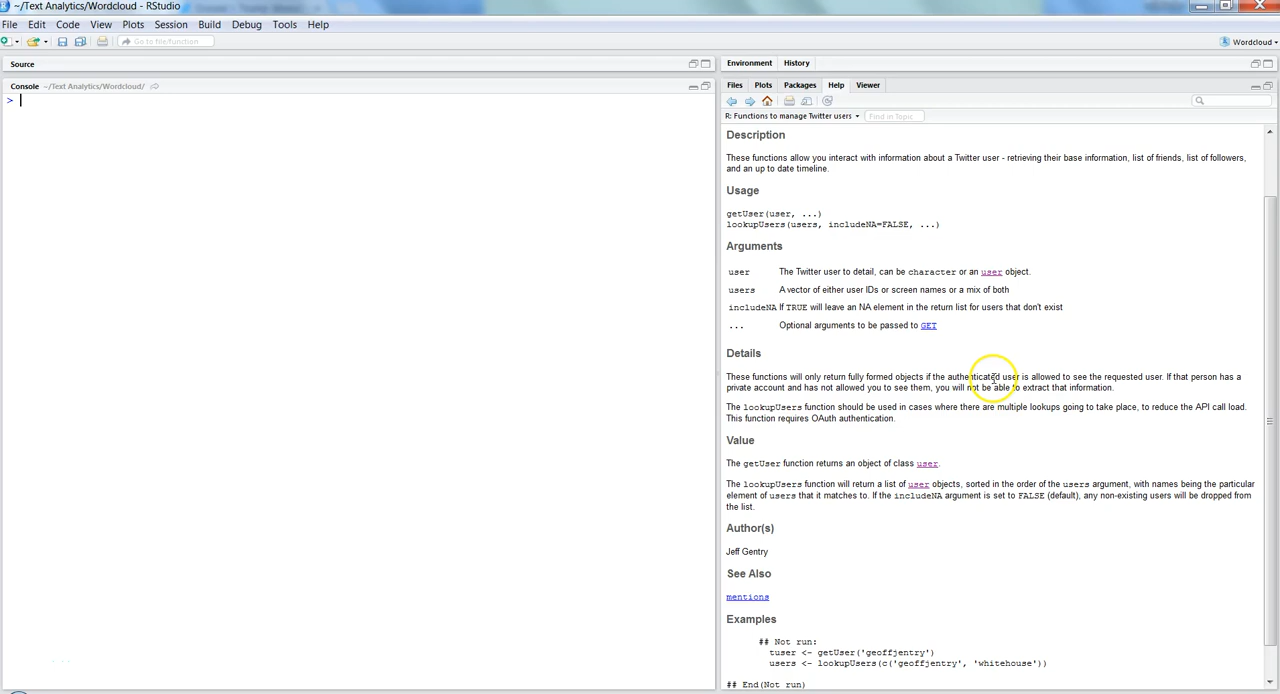 ~/Text Analytics/Wordcloud - RStudio
File Edit Code View Plots Session Build Debug Tools Help
Go to file/function
Wordcloud
Source
Environment History
Console ~/Text Analytics/Wordcloud/
Files Plots Packages Help Viewer
>
R: Functions to manage Twitter users Find in Topic
Description
These functions allow you interact with information about a Twitter user - retrieving their base information, list of friends, list of followers,
and an up to date timeline.
Usage
getUser(user, ...)
lookupUsers(users, includeNA=FALSE, ...)
Arguments
user The Twitter user to detail, can be character or an user object.
users A vector of either user IDs or screen names or a mix of both
includeNA If TRUE will leave an NA element in the return list for users that don't exist
... Optional arguments to be passed to GET
Details
These functions will only return fully formed objects if the authenticated user is allowed to see the requested user. If that person has a
private account and has not allowed you to see them, you will not be able to extract that information.
The lookupUsers function should be used in cases where there are multiple lookups going to take place, to reduce the API call load.
This function requires OAuth authentication.
Value
The getUser function returns an object of class user.
The lookupUsers function will return a list of user objects, sorted in the order of the users argument, with names being the particular
element of users that it matches to. If the includeNA argument is set to FALSE (default), any non-existing users will be dropped from
the list.
Author(s)
Jeff Gentry
See Also
mentions
Examples
## Not run:
tuser <- getUser('geoffjentry')
users <- lookupUsers(c('geoffjentry', 'whitehouse'))
## End(Not run)